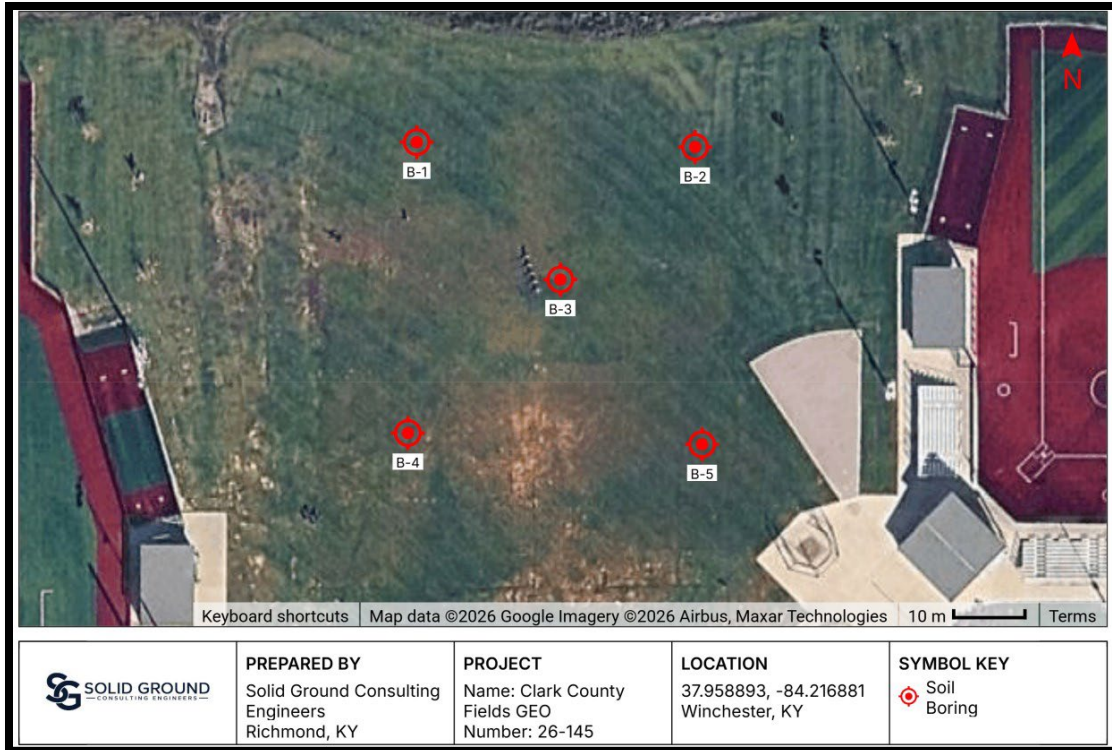 N
B-1
B-2
B-3
B-4
B-5
Keyboard shortcuts
Map data ©2026 Google Imagery ©2026 Airbus, Maxar Technologies
10 m
Terms
SG SOLID GROUND
CONSULTING ENGINEERS
PREPARED BY
Solid Ground Consulting
Engineers
Richmond, KY
PROJECT
Name: Clark County
Fields GEO
Number: 26-145
LOCATION
37.958893, -84.216881
Winchester, KY
SYMBOL KEY
Soil
Boring